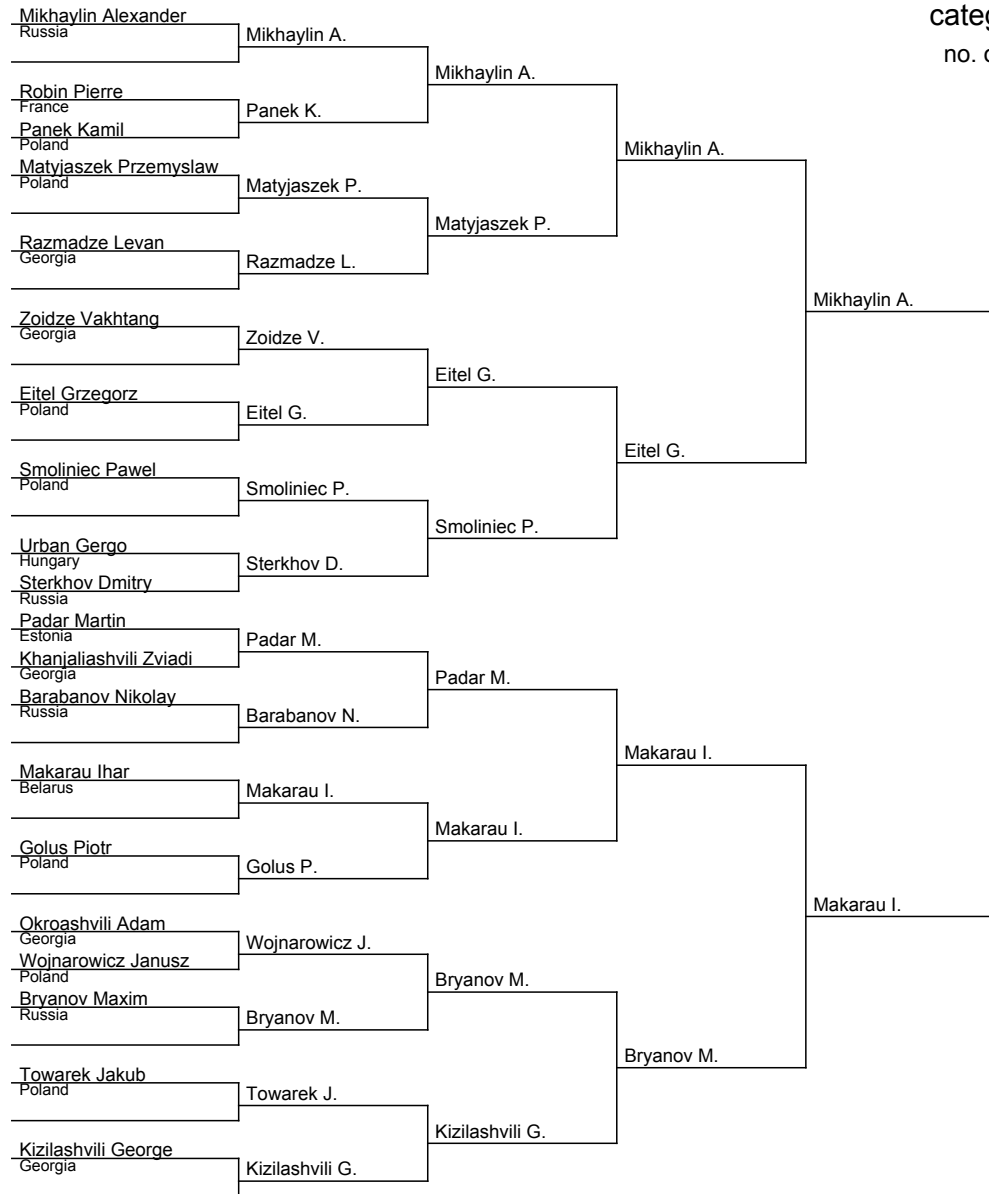 Mikhaylin Alexander
Russia
Mikhaylin A.
categ
no. o
Mikhaylin A.
Robin Pierre
France
Panek K.
Panek Kamil
Poland
Mikhaylin A.
Matyjaszek Przemyslaw
Poland
Matyjaszek P.
Matyjaszek P.
Razmadze Levan
Georgia
Razmadze L.
Mikhaylin A.
Zoidze Vakhtang
Georgia
Zoidze V.
Eitel G.
Eitel Grzegorz
Poland
Eitel G.
Eitel G.
Smoliniec Pawel
Poland
Smoliniec P.
Smoliniec P.
Urban Gergo
Hungary
Sterkhov D.
Sterkhov Dmitry
Russia
Padar Martin
Estonia
Padar M.
Khanjaliashvili Zviadi
Georgia
Padar M.
Barabanov Nikolay
Russia
Barabanov N.
Makarau I.
Makarau Ihar
Belarus
Makarau I.
Makarau I.
Golus Piotr
Poland
Golus P.
Makarau I.
Okroashvili Adam
Georgia
Wojnarowicz J.
Wojnarowicz Janusz
Poland
Bryanov M.
Bryanov Maxim
Russia
Bryanov M.
Bryanov M.
Towarek Jakub
Poland
Towarek J.
Kizilashvili G.
Kizilashvili George
Georgia
Kizilashvili G.